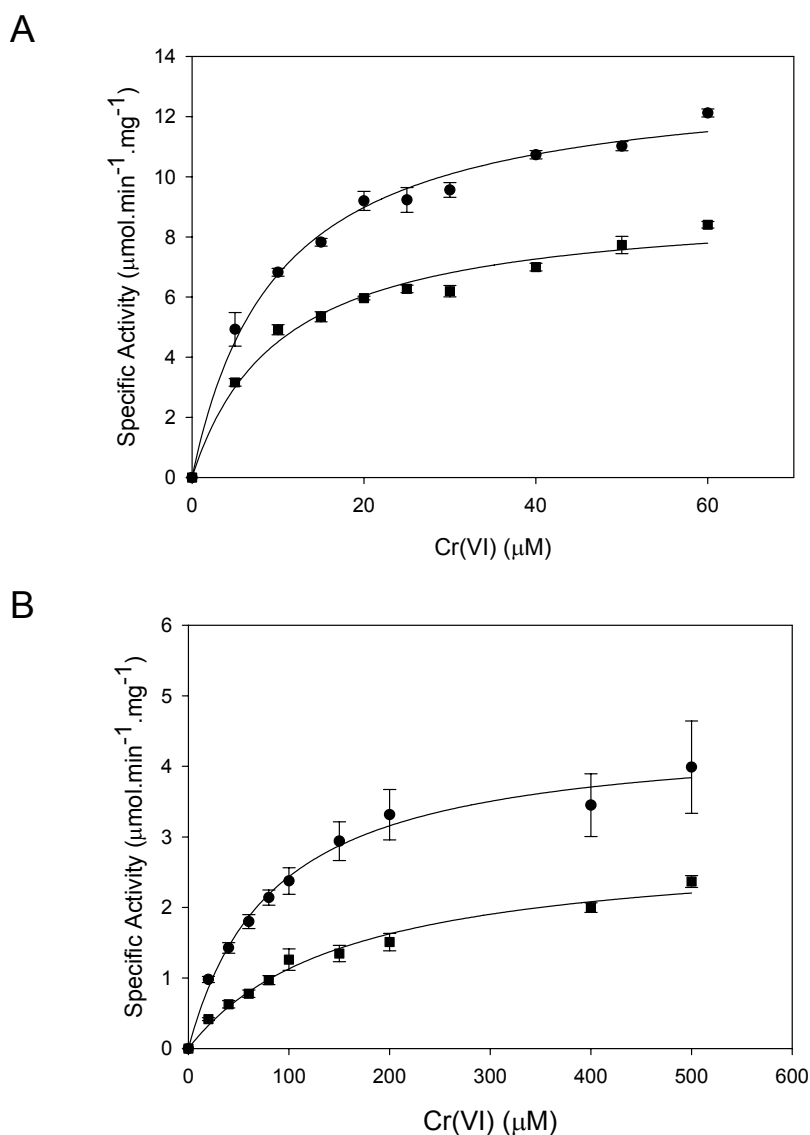 A
14
12
10
8
6
4
2
0
0 20 40 60
Specific Activity (μmol.min-1.mg-1)
Cr(VI) (μM)
B
6
5
4
3
2
1
0
0 100 200 300 400 500 600
Specific Activity (μmol.min-1.mg-1)
Cr(VI) (μM)